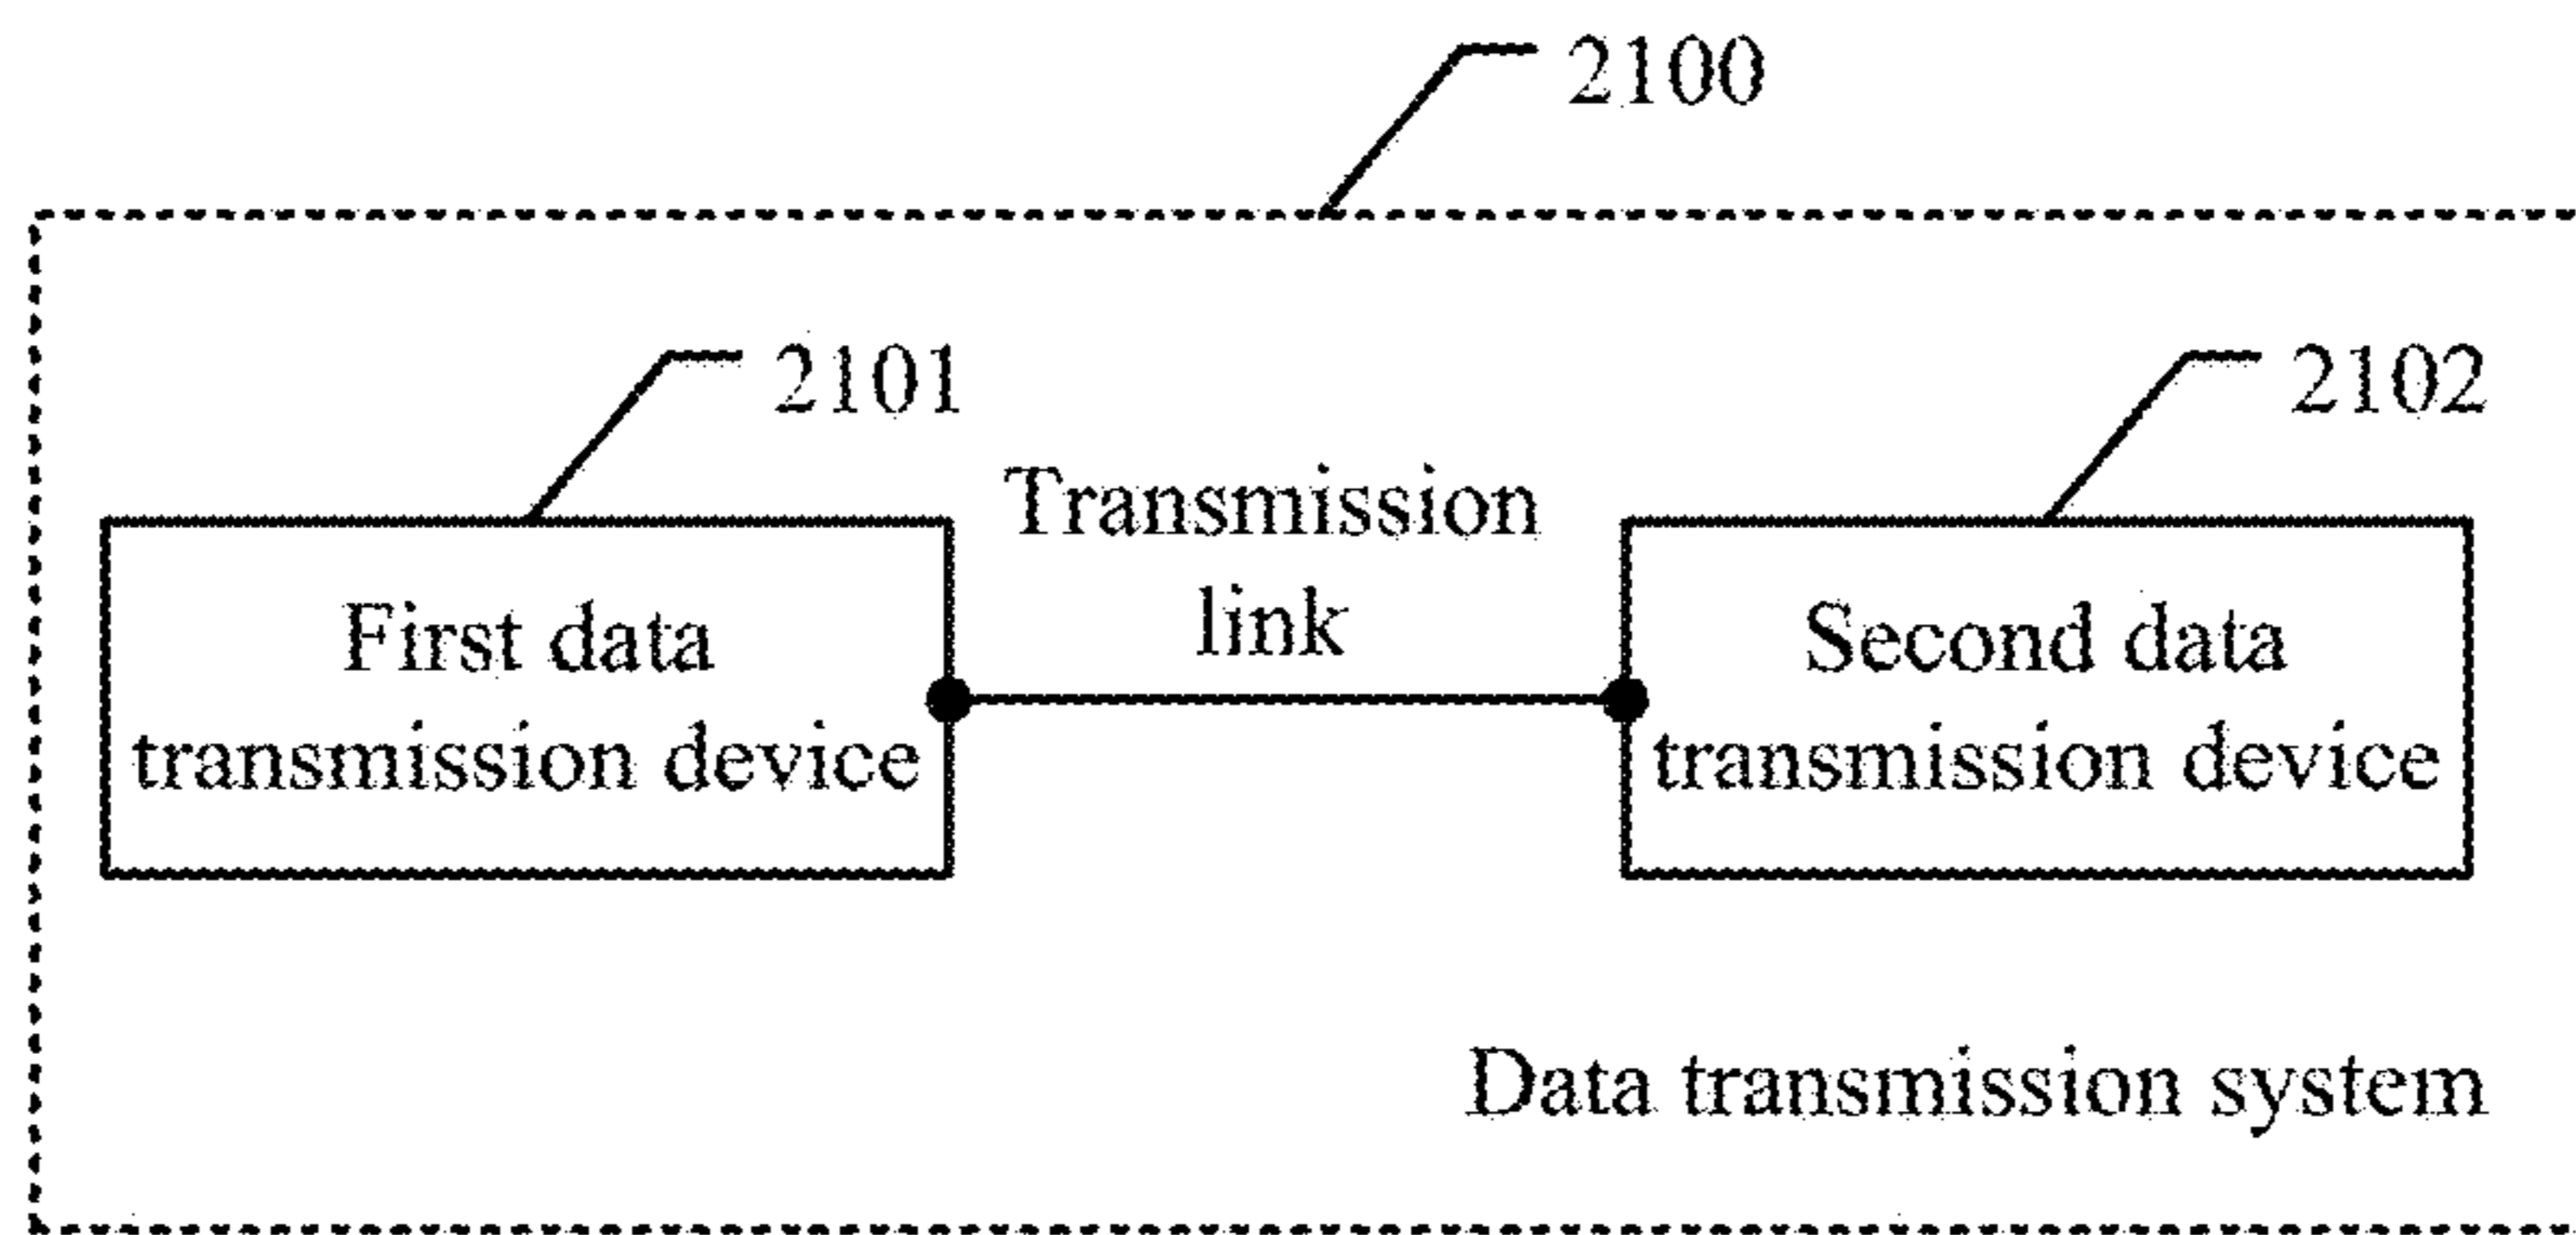 2100
2101
2102
Transmission
link
First data
transmission device
Second data
transmission device
Data transmission system